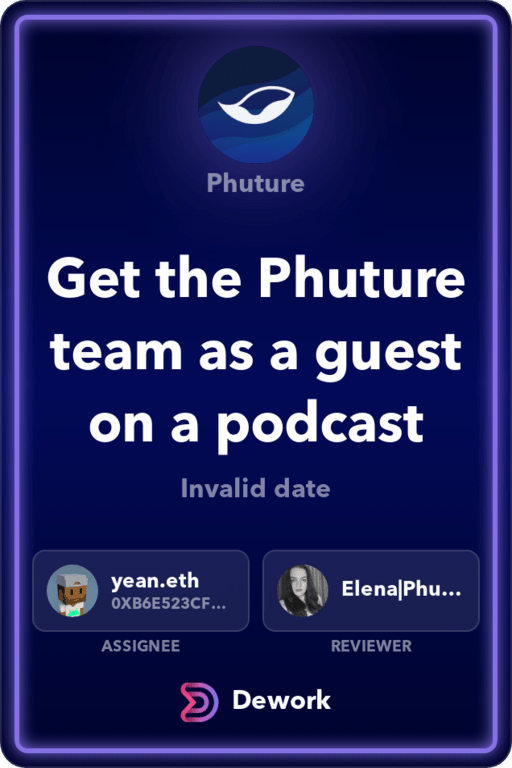 Phuture
Get the Phuture
team as a guest
on a podcast
Invalid date
yean.eth
0XB6E523CF...
Elena|Phu...
ASSIGNEE
REVIEWER
Dework